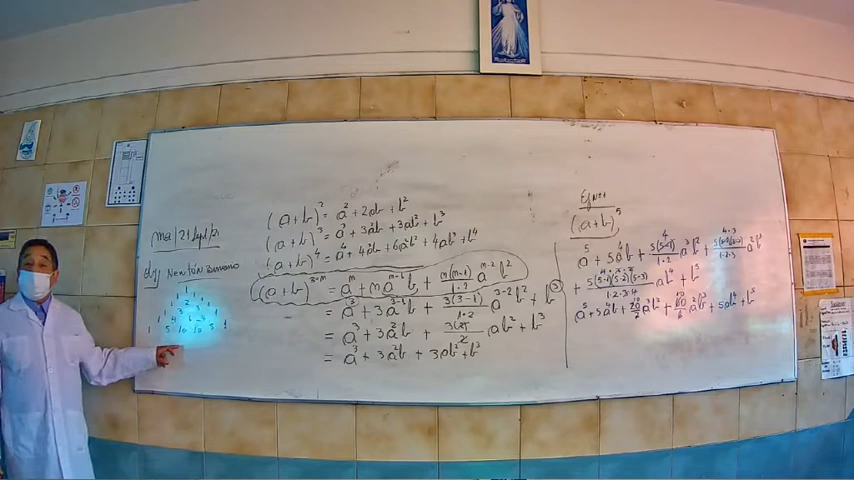 Ma/21/Sept/21
Newton
1
1 1
1 2 1
1 3 3 1
1 4 6 4 1
1 5 10 10 5 1
(a+b)² = a² + 2ab + b²
(a+b)³ = a³ + 3a²b + 3ab² + b³
(a+b)⁴ = a⁴ + 4a³b + 6a²b² + 4ab³ + b⁴
(a+b)³⁼ᵐ = aᵐ + m aᵐ⁻¹b + m(m-1)/1·2 aᵐ⁻²b²
= a³ + 3a³⁻¹b + 3(3-1)/1·2 a³⁻²b² + b³
= a³ + 3a²b + 3(2)/2 ab² + b³
= a³ + 3a²b + 3ab² + b³
(a+b)⁵
a⁵ + 5a⁴b + 5(5-1)/1·2 a³b² + 5(5-1)(5-2)/1·2·3 a²b³
+ 5(5-1)(5-2)(5-3)/1·2·3·4 ab⁴ + b⁵
a⁵ + 5a⁴b + 20/2 a³b² + 60/6 a²b³ + 5ab⁴ + b⁵